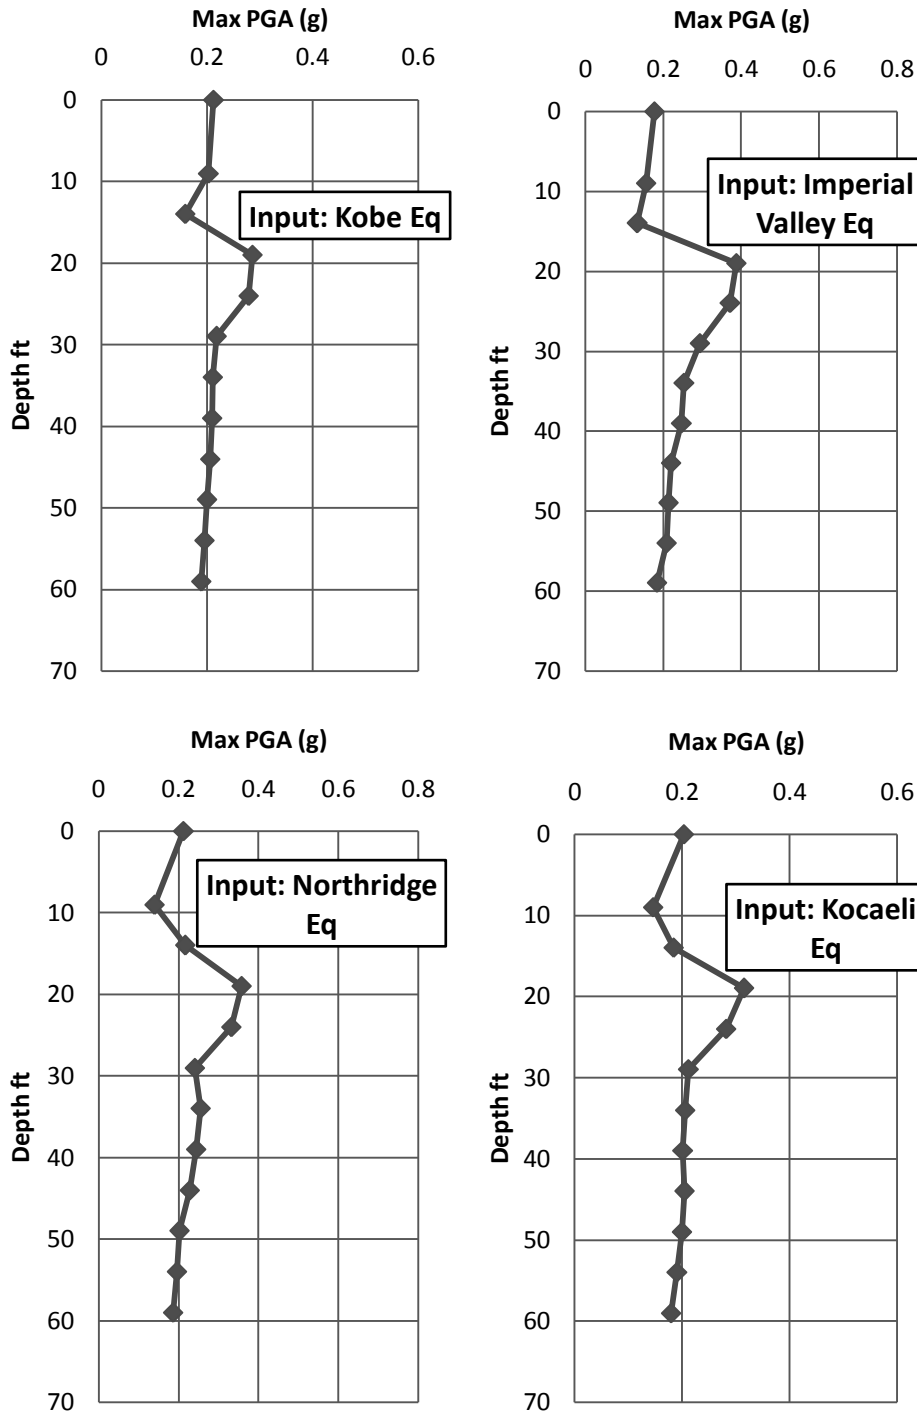 Max PGA (g)
0 0.2 0.4 0.6
0
10
20
30
40
50
60
70
Depth ft
Input: Kobe Eq
Max PGA (g)
0 0.2 0.4 0.6 0.8
0
10
20
30
40
50
60
70
Depth ft
Input: Imperial
Valley Eq
Max PGA (g)
0 0.2 0.4 0.6 0.8
0
10
20
30
40
50
60
70
Depth ft
Input: Northridge
Eq
Max PGA (g)
0 0.2 0.4 0.6
0
10
20
30
40
50
60
70
Depth ft
Input: Kocaeli
Eq